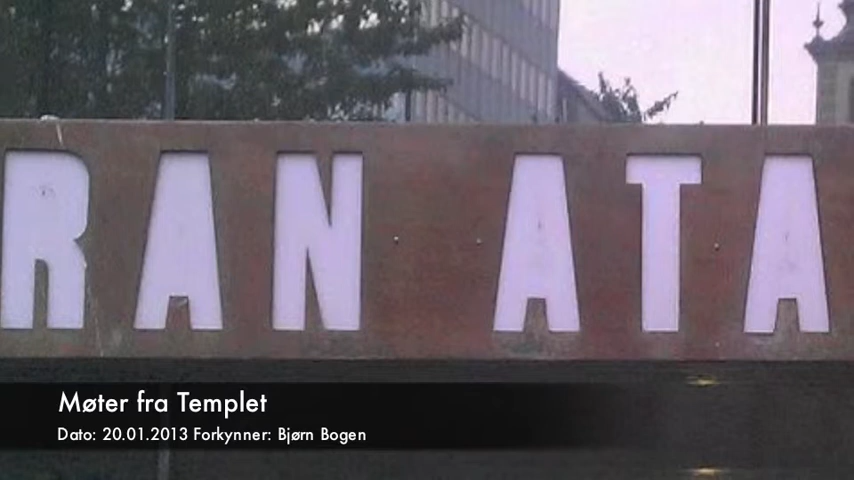 RAN ATA
Møter fra Templet
Dato: 20.01.2013 Forkynner: Bjørn Bogen